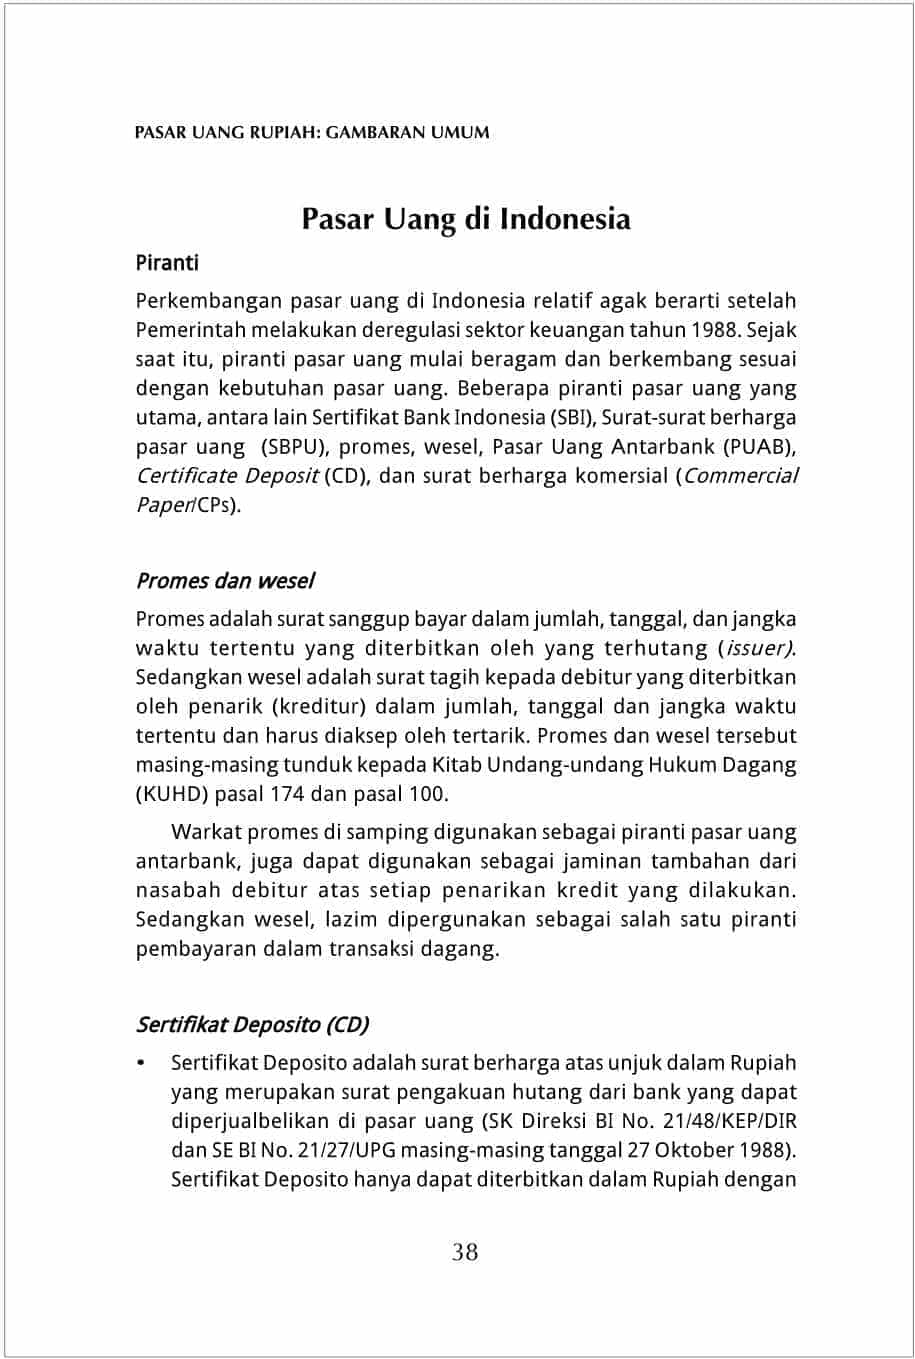 PASAR UANG RUPIAH: GAMBARAN UMUM
Pasar Uang di Indonesia
Piranti
Perkembangan pasar uang di Indonesia relatif agak berarti setelah
Pemerintah melakukan deregulasi sektor keuangan tahun 1988. Sejak
saat itu, piranti pasar uang mulai beragam dan berkembang sesuai
dengan kebutuhan pasar uang. Beberapa piranti pasar uang yang
utama, antara lain Sertifikat Bank Indonesia (SBI), Surat-surat berharga
pasar uang (SBPU), promes, wesel, Pasar Uang Antarbank (PUAB),
Certificate Deposit (CD), dan surat berharga komersial (Commercial
Paper/CPs).
Promes dan wesel
Promes adalah surat sanggup bayar dalam jumlah, tanggal, dan jangka
waktu tertentu yang diterbitkan oleh yang terhutang (issuer).
Sedangkan wesel adalah surat tagih kepada debitur yang diterbitkan
oleh penarik (kreditur) dalam jumlah, tanggal dan jangka waktu
tertentu dan harus diaksep oleh tertarik. Promes dan wesel tersebut
masing-masing tunduk kepada Kitab Undang-undang Hukum Dagang
(KUHD) pasal 174 dan pasal 100.
Warkat promes di samping digunakan sebagai piranti pasar uang
antarbank, juga dapat digunakan sebagai jaminan tambahan dari
nasabah debitur atas setiap penarikan kredit yang dilakukan.
Sedangkan wesel, lazim dipergunakan sebagai salah satu piranti
pembayaran dalam transaksi dagang.
Sertifikat Deposito (CD)
• Sertifikat Deposito adalah surat berharga atas unjuk dalam Rupiah
yang merupakan surat pengakuan hutang dari bank yang dapat
diperjualbelikan di pasar uang (SK Direksi BI No. 21/48/KEP/DIR
dan SE BI No. 21/27/UPG masing-masing tanggal 27 Oktober 1988).
Sertifikat Deposito hanya dapat diterbitkan dalam Rupiah dengan
38